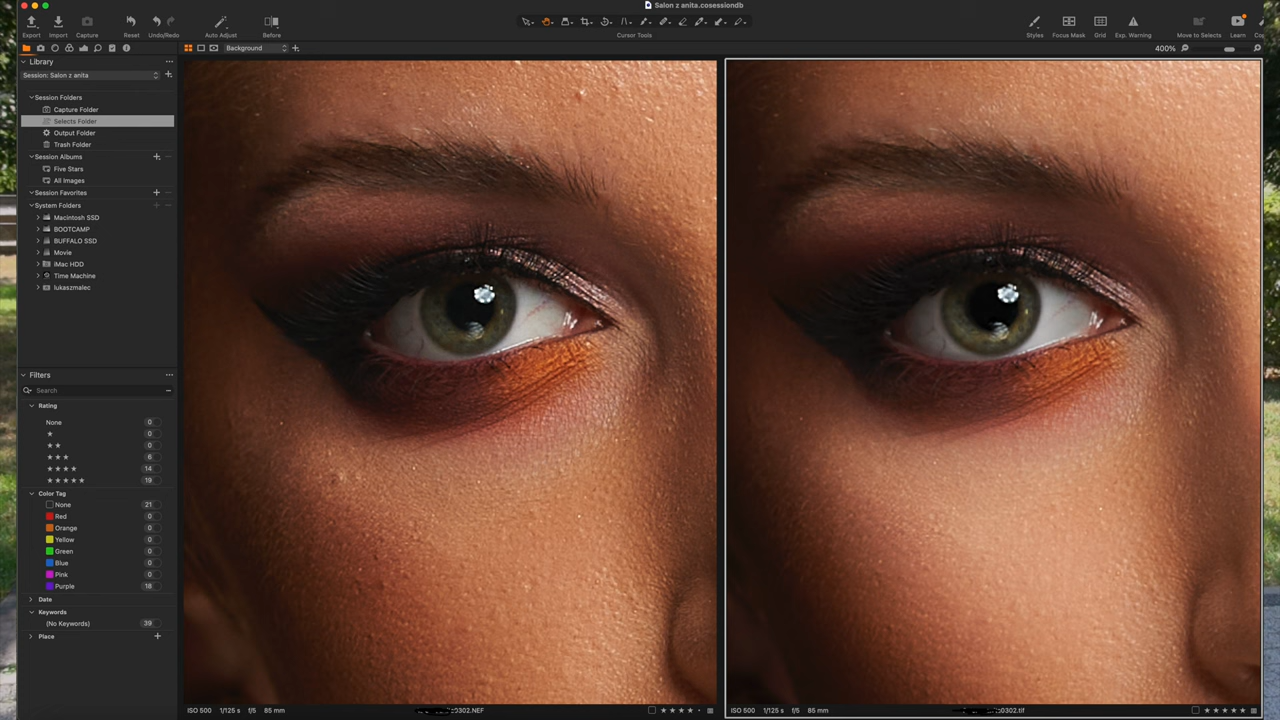 Salon z anita.cosessiondb
Export Import Capture Reset Undo/Redo Auto Adjust Before Cursor Tools Styles Focus Mask Grid Exp. Warning Move to Selects Learn
Background
400%
Library
Session: Salon z anita
Session Folders
Capture Folder
Selects Folder
Output Folder
Trash Folder
Session Albums
Five Stars
All Images
Session Favorites
System Folders
Macintosh SSD
BOOTCAMP
BUFFALO SSD
Movie
iMac HDD
Time Machine
lukaszmalec
Filters
Search
Rating
None 0
★ 0
★★ 0
★★★ 6
★★★★ 14
★★★★★ 19
Color Tag
None 21
Red 0
Orange 0
Yellow 0
Green 0
Blue 0
Pink 0
Purple 18
Date
Keywords
(No Keywords) 39
Place
ISO 500 1/125 s f/5 85 mm 0302.NEF
ISO 500 1/125 s f/5 85 mm 0302.tif